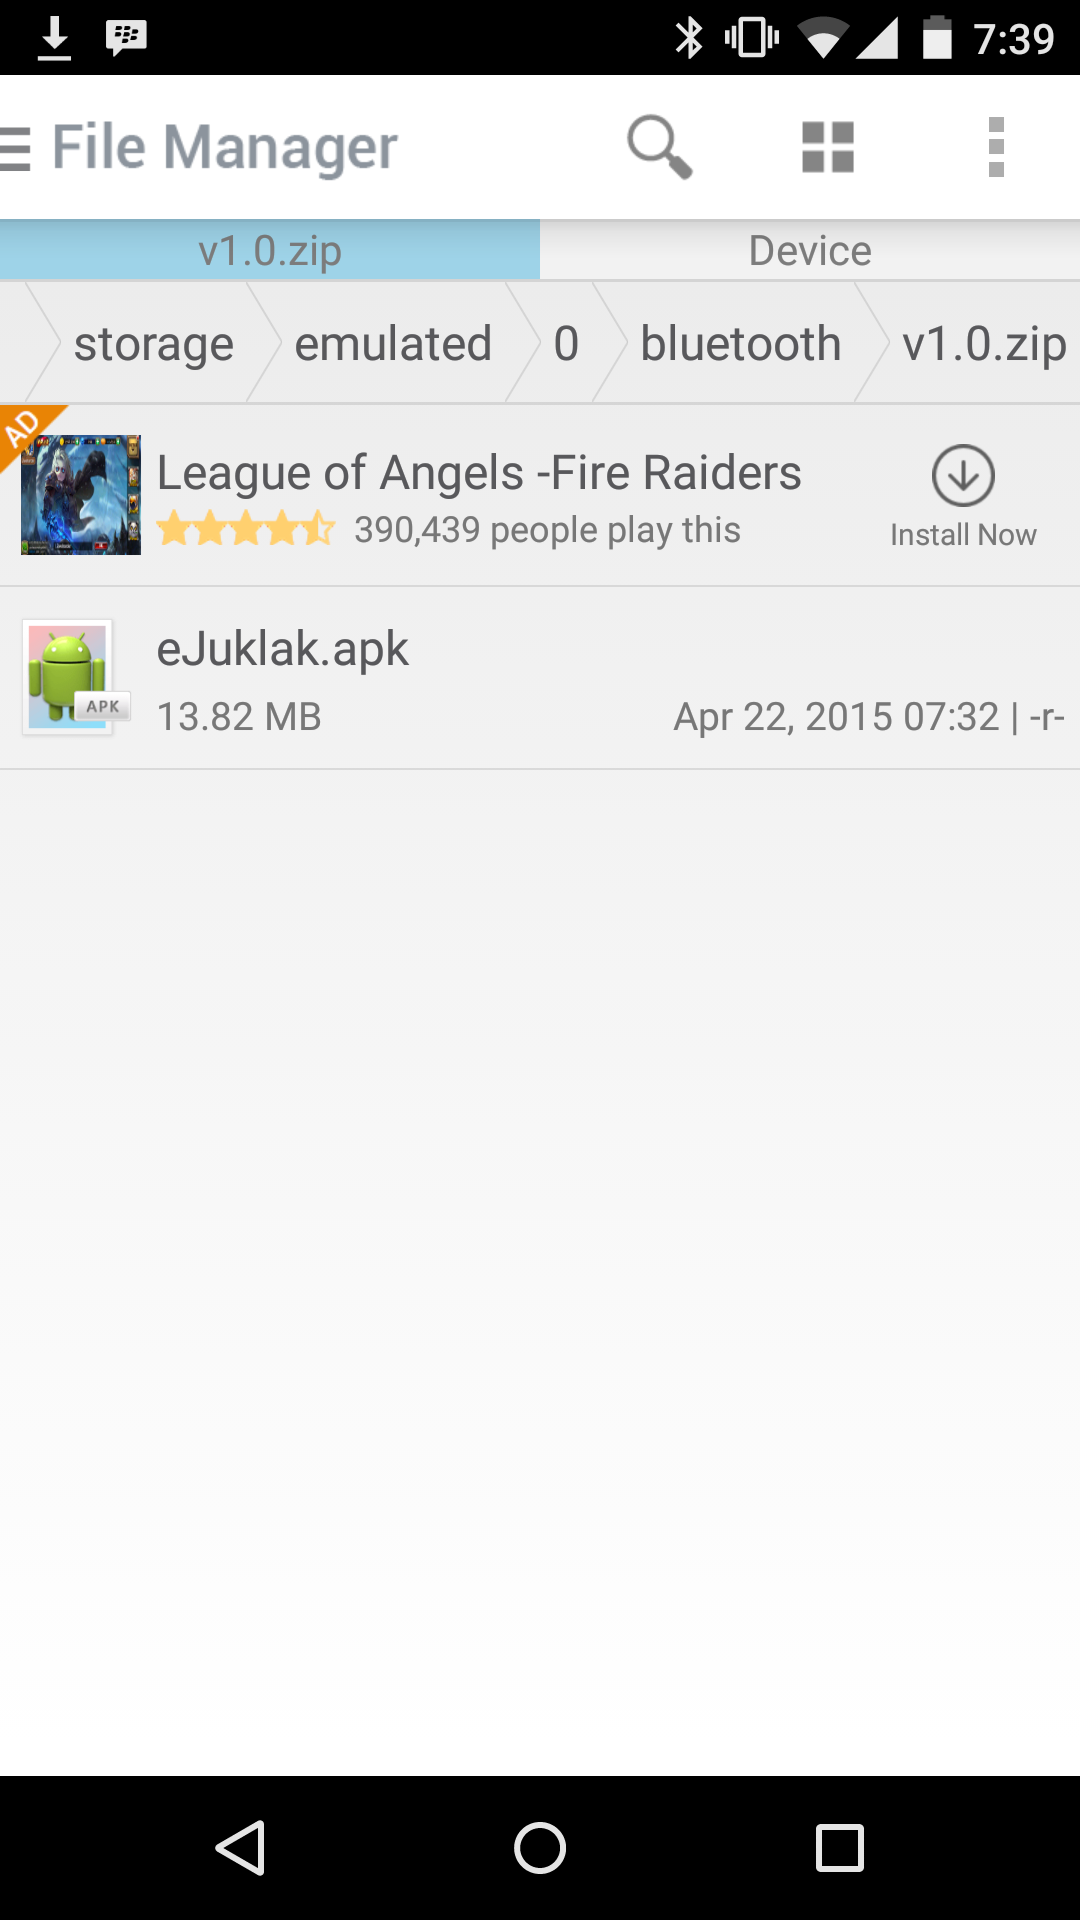 7:39
File Manager
v1.0.zip Device
storage emulated 0 bluetooth v1.0.zip
AD
League of Angels -Fire Raiders
390,439 people play this Install Now
eJuklak.apk
APK
13.82 MB Apr 22, 2015 07:32 | -r-